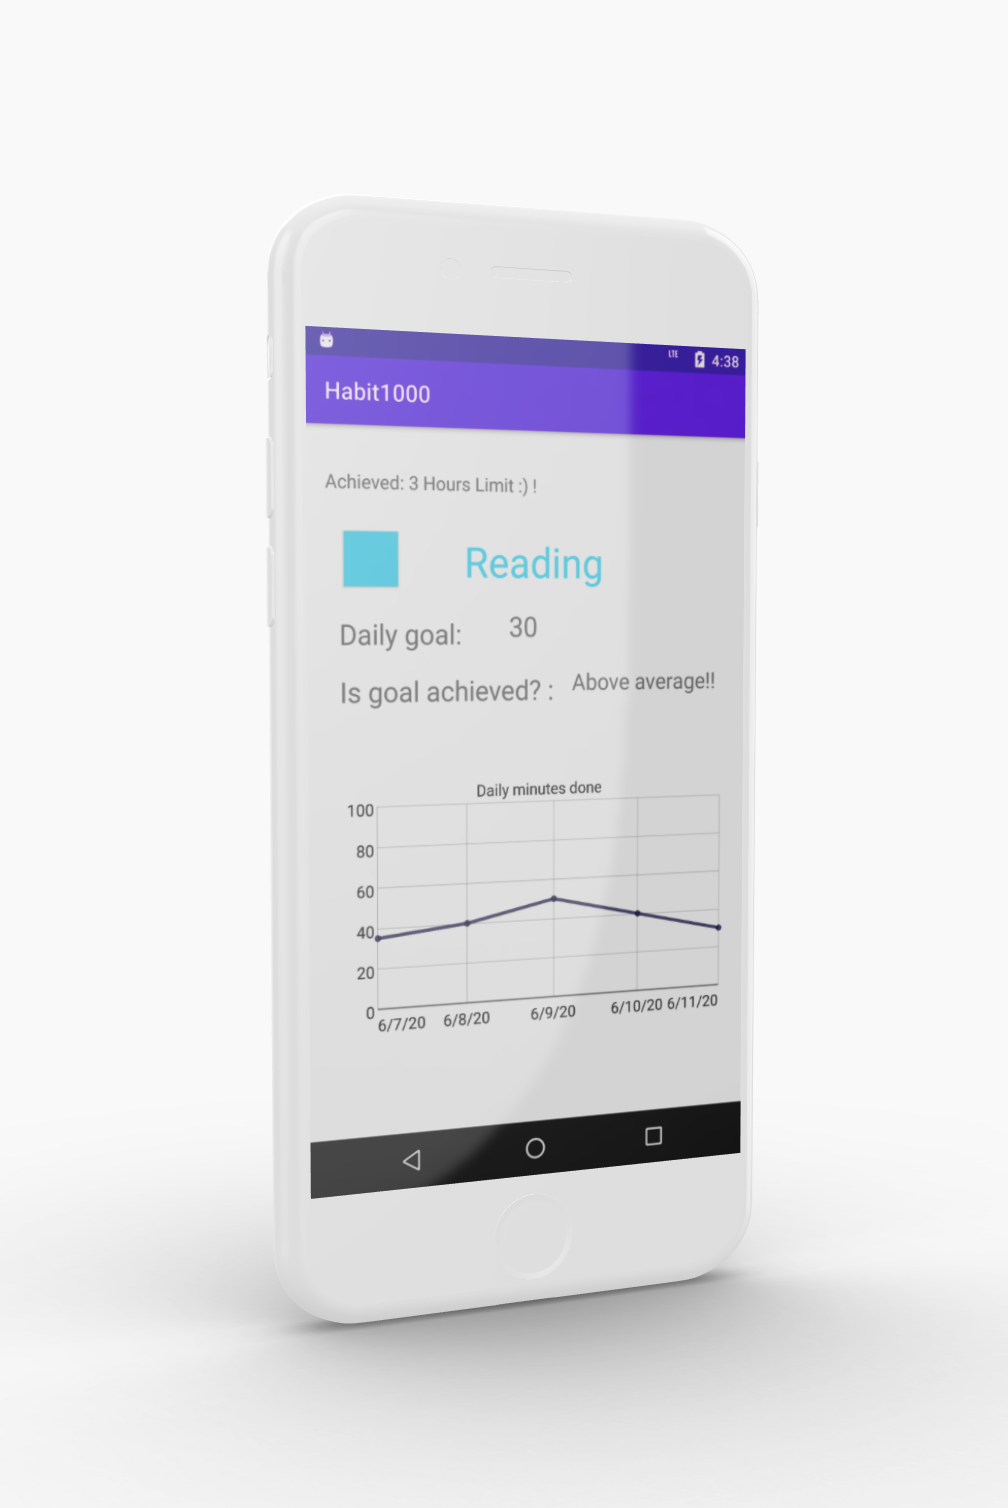 LTE 4:38
Habit1000
Achieved: 3 Hours Limit :) !
Reading
Daily goal: 30
Is goal achieved? : Above average!!
Daily minutes done
100
80
60
40
20
0
6/7/20 6/8/20 6/9/20 6/10/20 6/11/20